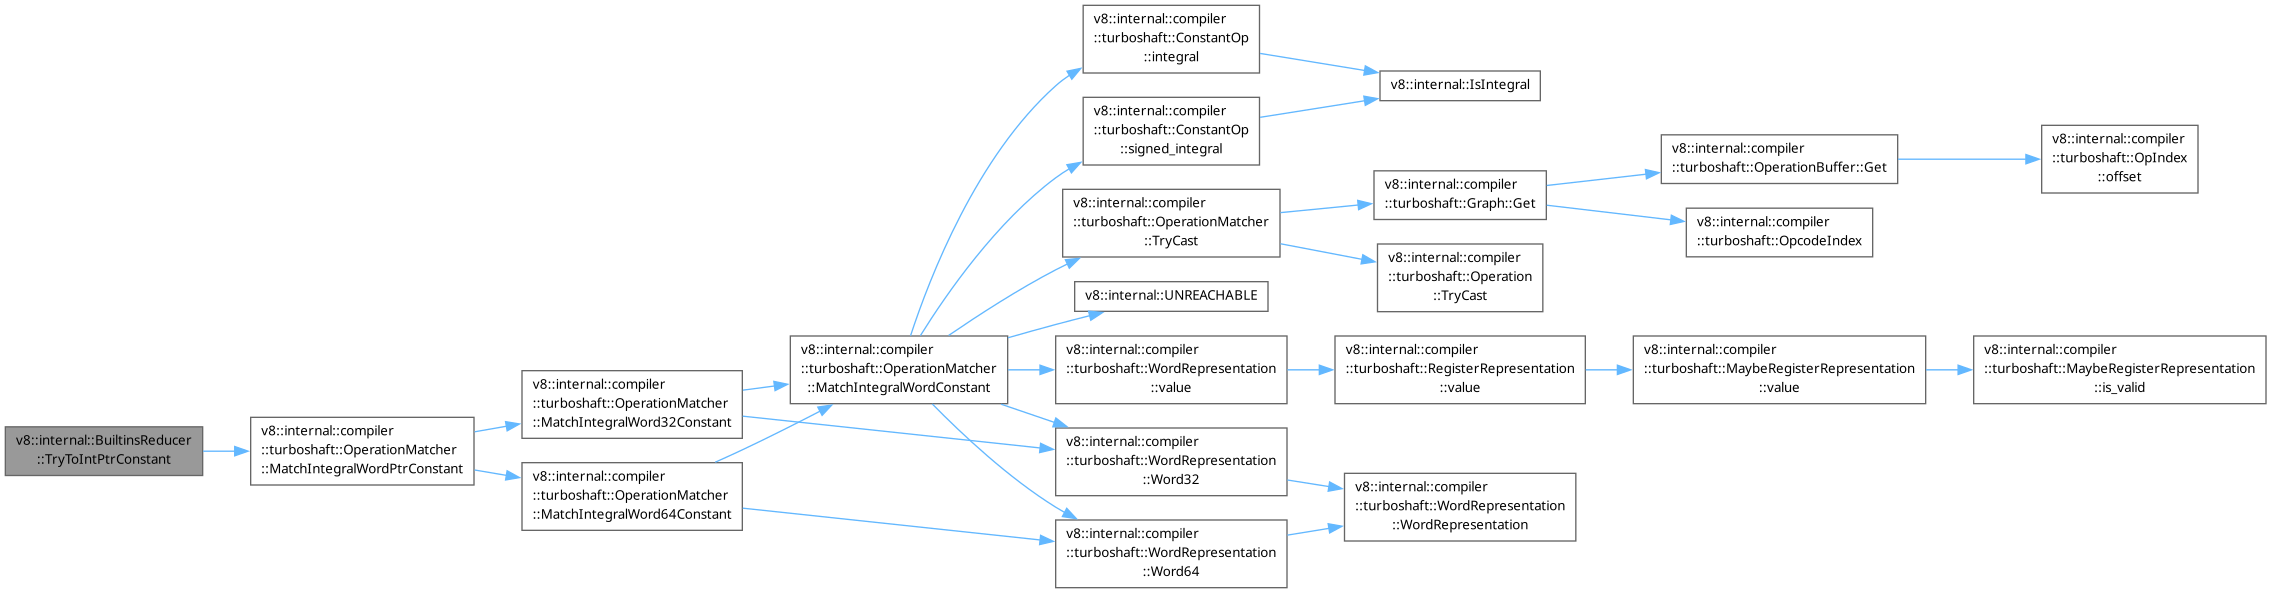 v8::internal::BuiltinsReducer
::TryToIntPtrConstant
v8::internal::compiler
::turboshaft::OperationMatcher
::MatchIntegralWordPtrConstant
v8::internal::compiler
::turboshaft::OperationMatcher
::MatchIntegralWord32Constant
v8::internal::compiler
::turboshaft::OperationMatcher
::MatchIntegralWord64Constant
v8::internal::compiler
::turboshaft::OperationMatcher
::MatchIntegralWordConstant
v8::internal::compiler
::turboshaft::ConstantOp
::integral
v8::internal::compiler
::turboshaft::ConstantOp
::signed_integral
v8::internal::compiler
::turboshaft::OperationMatcher
::TryCast
v8::internal::UNREACHABLE
v8::internal::compiler
::turboshaft::WordRepresentation
::value
v8::internal::compiler
::turboshaft::WordRepresentation
::Word32
v8::internal::compiler
::turboshaft::WordRepresentation
::Word64
v8::internal::IsIntegral
v8::internal::compiler
::turboshaft::Graph::Get
v8::internal::compiler
::turboshaft::Operation
::TryCast
v8::internal::compiler
::turboshaft::RegisterRepresentation
::value
v8::internal::compiler
::turboshaft::WordRepresentation
::WordRepresentation
v8::internal::compiler
::turboshaft::OperationBuffer::Get
v8::internal::compiler
::turboshaft::OpcodeIndex
v8::internal::compiler
::turboshaft::MaybeRegisterRepresentation
::value
v8::internal::compiler
::turboshaft::OpIndex
::offset
v8::internal::compiler
::turboshaft::MaybeRegisterRepresentation
::is_valid